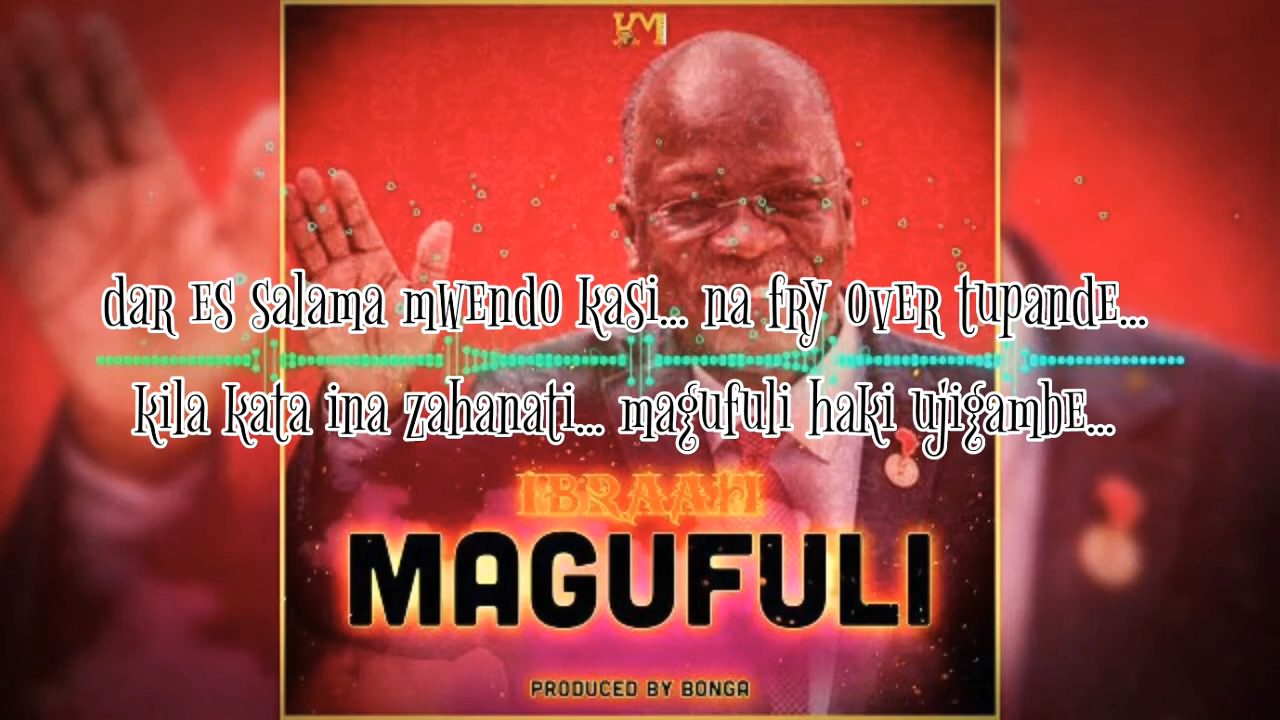 KM
dar es salama mwendo kasi... na fry over tupande...
kila kata ina zahanati... magufuli haki ujigambe...
IBRAAH
MAGUFULI
PRODUCED BY BONGA